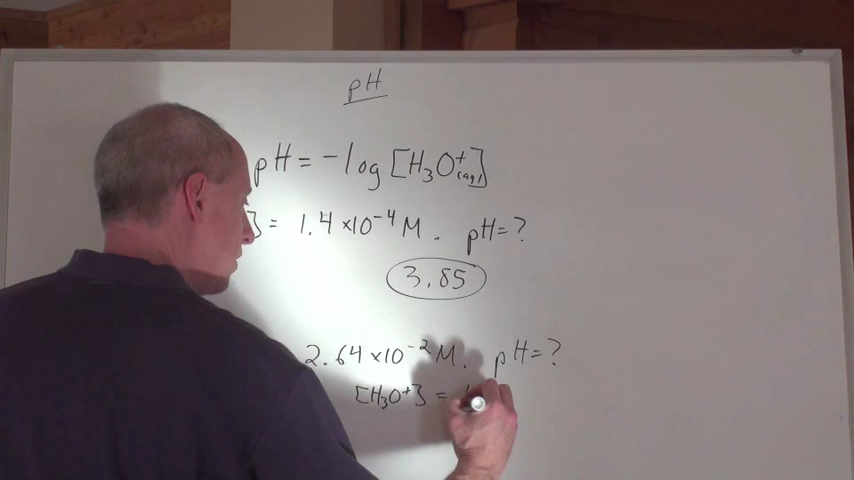 pH
pH = -log [H₃O⁺(aq)]
] = 1.4 × 10⁻⁴ M. pH = ?
3.85
2.64 × 10⁻² M. pH = ?
[H₃O⁺] =